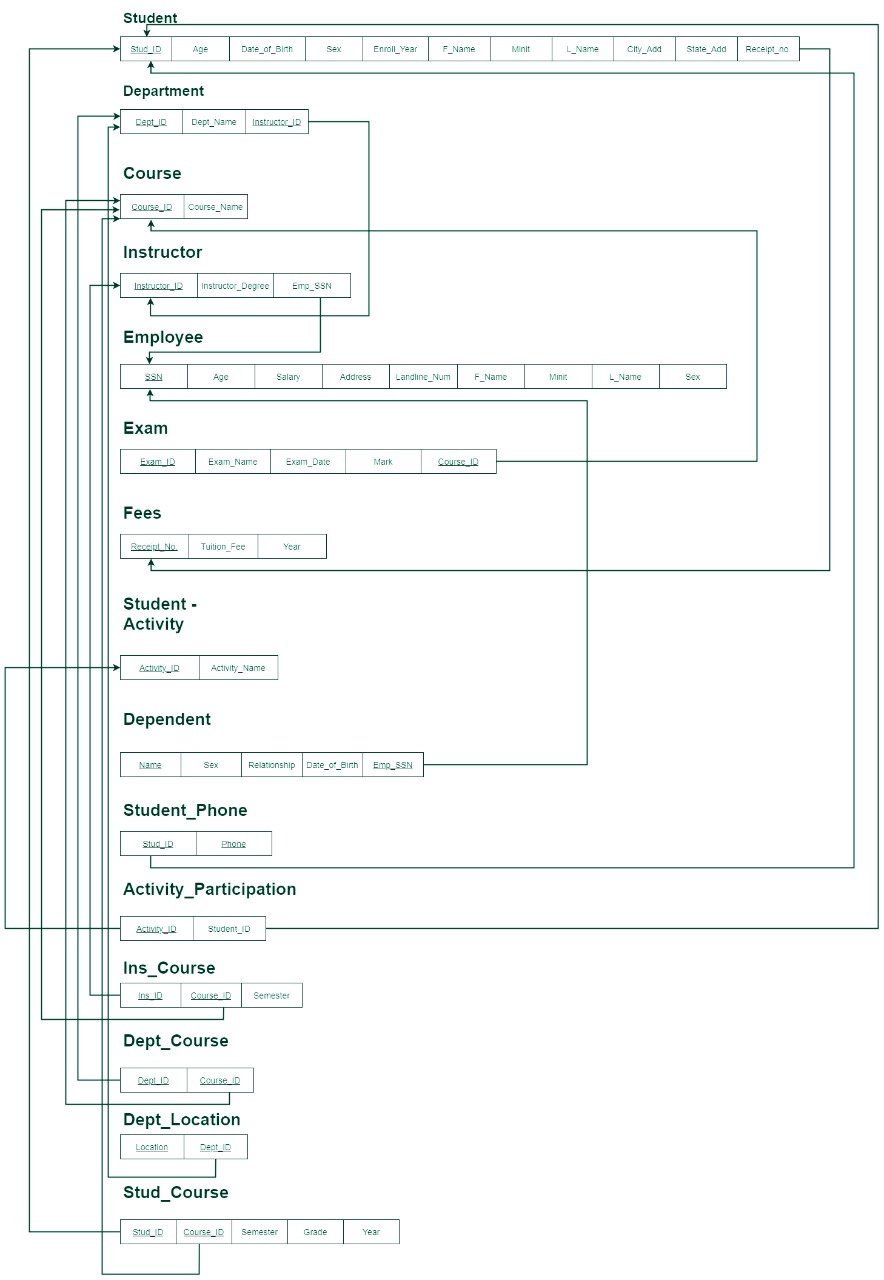 Student
Stud_ID Age Date_of_Birth Sex Enroll_Year F_Name Minit L_Name City_Add State_Add Receipt_no.
Department
Dept_ID Dept_Name Instructor_ID
Course
Course_ID Course_Name
Instructor
Instructor_ID Instructor_Degree Emp_SSN
Employee
SSN Age Salary Address Landline_Num F_Name Minit L_Name Sex
Exam
Exam_ID Exam_Name Exam_Date Mark Course_ID
Fees
Receipt_No. Tuition_Fee Year
Student -
Activity
Activity_ID Activity_Name
Dependent
Name Sex Relationship Date_of_Birth Emp_SSN
Student_Phone
Stud_ID Phone
Activity_Participation
Activity_ID Student_ID
Ins_Course
Ins_ID Course_ID Semester
Dept_Course
Dept_ID Course_ID
Dept_Location
Location Dept_ID
Stud_Course
Stud_ID Course_ID Semester Grade Year